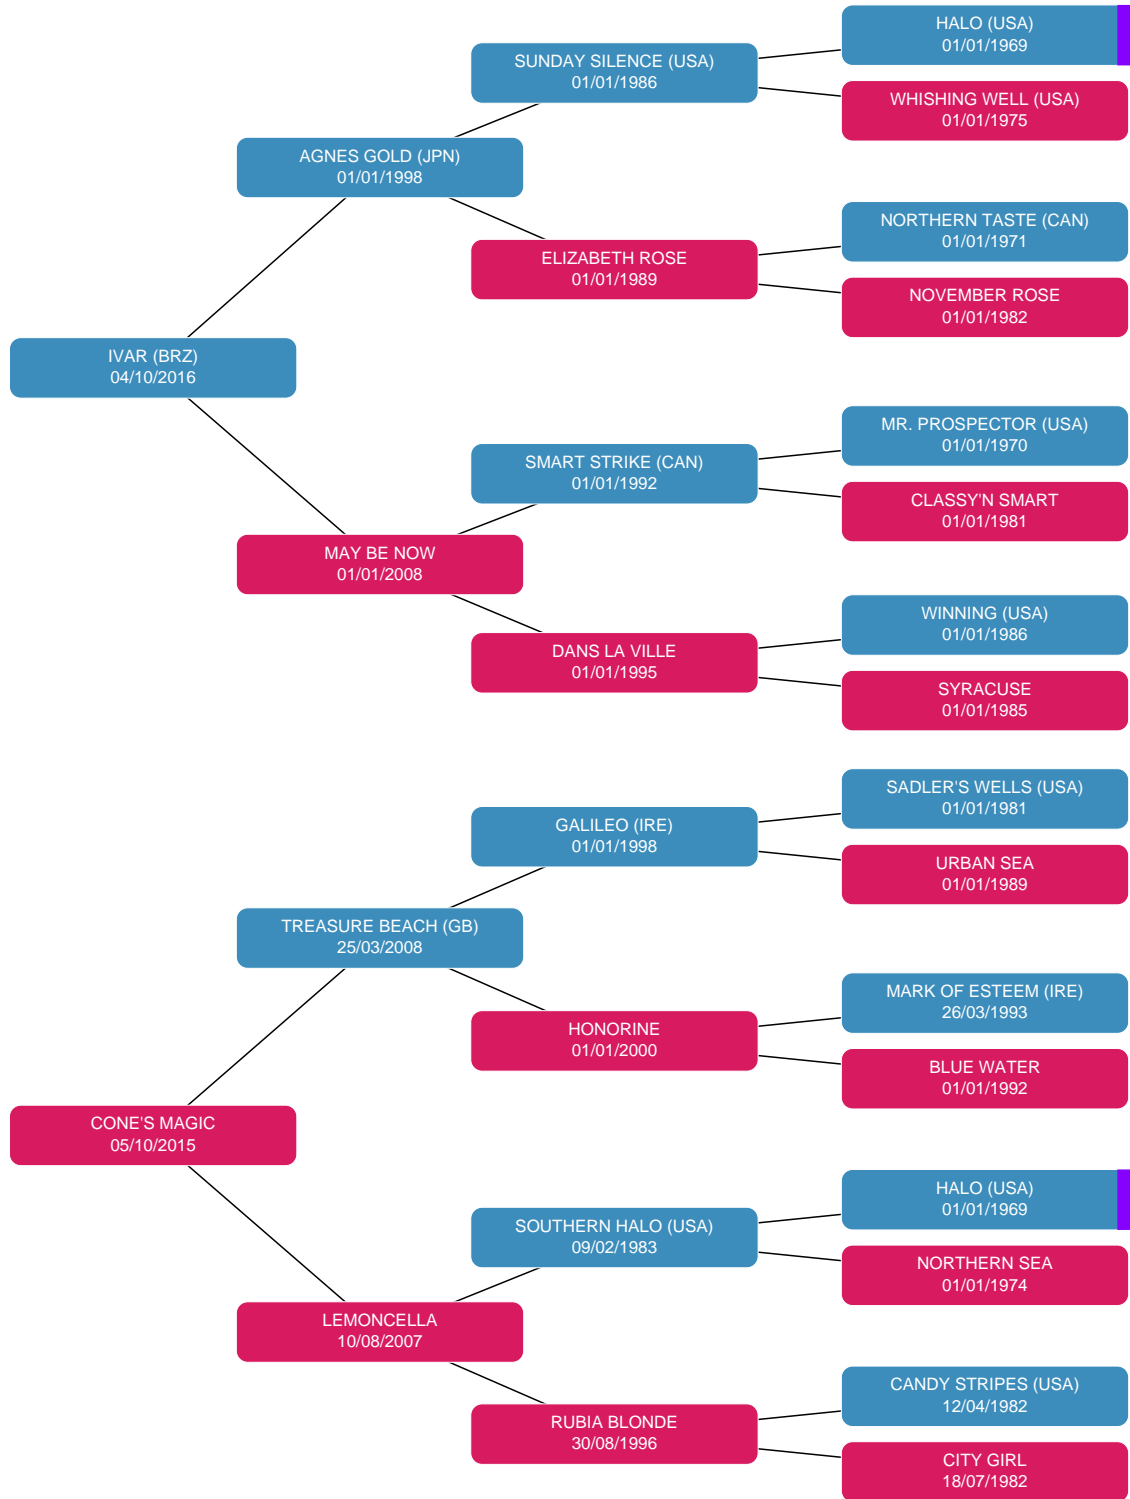 HALO (USA)
01/01/1969
SUNDAY SILENCE (USA)
01/01/1986
WHISHING WELL (USA)
01/01/1975
AGNES GOLD (JPN)
01/01/1998
NORTHERN TASTE (CAN)
01/01/1971
ELIZABETH ROSE
01/01/1989
NOVEMBER ROSE
01/01/1982
IVAR (BRZ)
04/10/2016
MR. PROSPECTOR (USA)
01/01/1970
SMART STRIKE (CAN)
01/01/1992
CLASSY'N SMART
01/01/1981
MAY BE NOW
01/01/2008
WINNING (USA)
01/01/1986
DANS LA VILLE
01/01/1995
SYRACUSE
01/01/1985
SADLER'S WELLS (USA)
01/01/1981
GALILEO (IRE)
01/01/1998
URBAN SEA
01/01/1989
TREASURE BEACH (GB)
25/03/2008
MARK OF ESTEEM (IRE)
26/03/1993
HONORINE
01/01/2000
BLUE WATER
01/01/1992
CONE'S MAGIC
05/10/2015
HALO (USA)
01/01/1969
SOUTHERN HALO (USA)
09/02/1983
NORTHERN SEA
01/01/1974
LEMONCELLA
10/08/2007
CANDY STRIPES (USA)
12/04/1982
RUBIA BLONDE
30/08/1996
CITY GIRL
18/07/1982